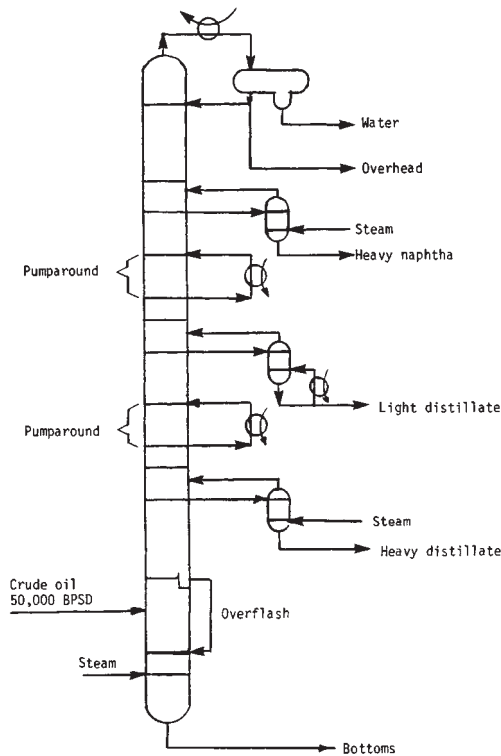 Water
Overhead
Steam
Heavy naphtha
Pumparound
Light distillate
Pumparound
Steam
Heavy distillate
Crude oil
50,000 BPSD
Overflash
Steam
Bottoms